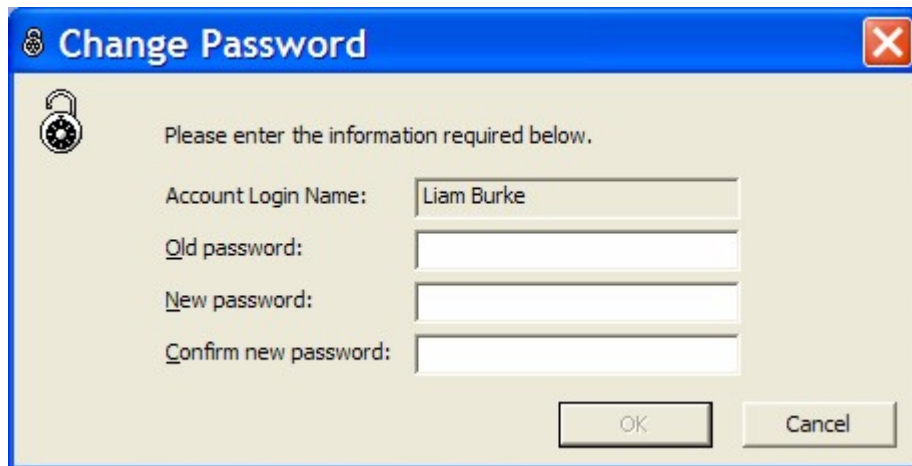 Change Password
Please enter the information required below.
Account Login Name: Liam Burke
Old password:
New password:
Confirm new password:
OK Cancel